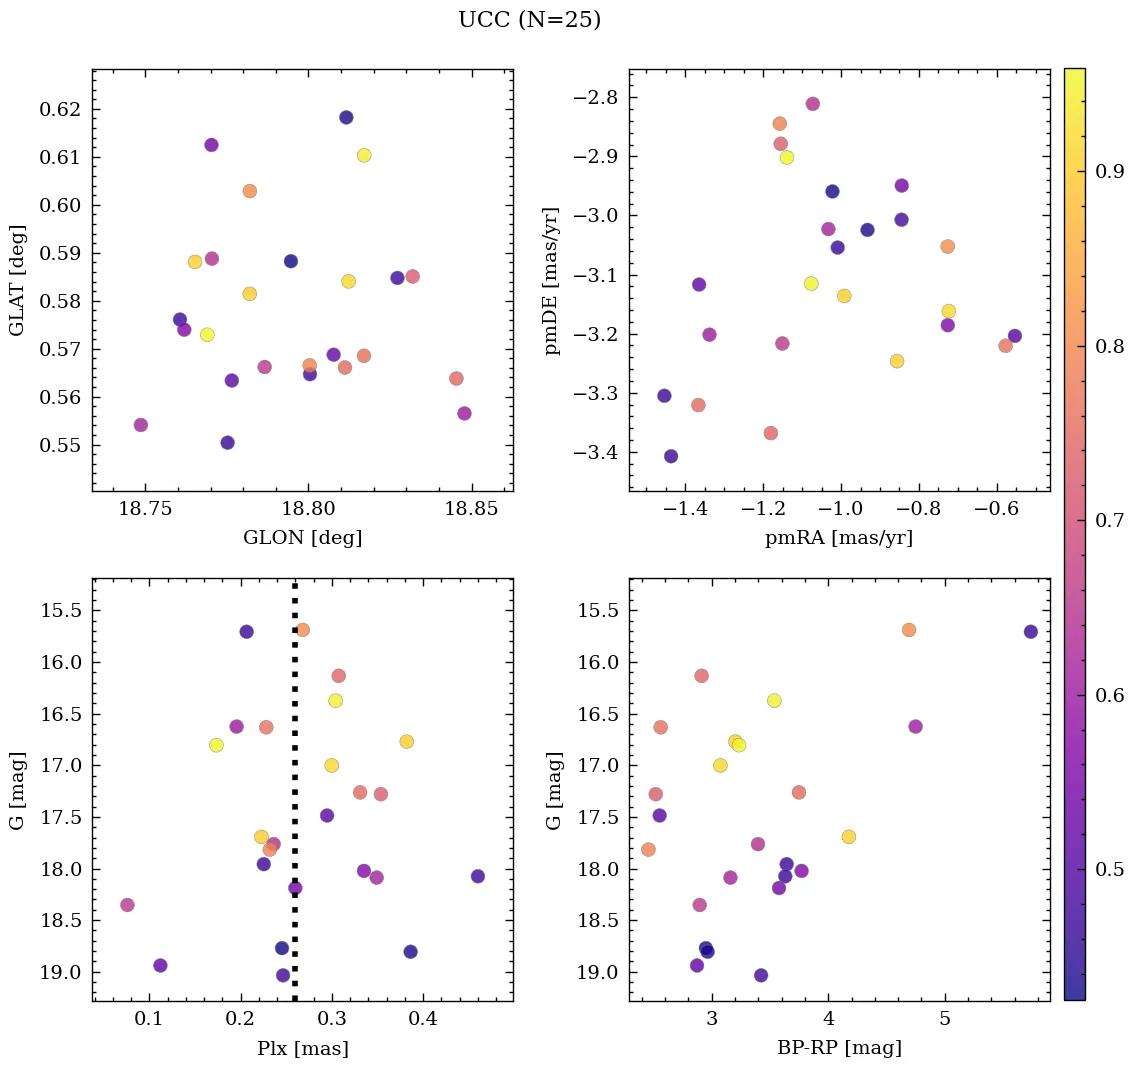 UCC (N=25)
0.62
0.61
0.60
0.59
0.58
0.57
0.56
0.55
GLAT [deg]
18.75 18.80 18.85
GLON [deg]
−2.8
−2.9
−3.0
−3.1
−3.2
−3.3
−3.4
pmDE [mas/yr]
−1.4 −1.2 −1.0 −0.8 −0.6
pmRA [mas/yr]
15.5
16.0
16.5
17.0
17.5
18.0
18.5
19.0
G [mag]
0.1 0.2 0.3 0.4
Plx [mas]
15.5
16.0
16.5
17.0
17.5
18.0
18.5
19.0
G [mag]
3 4 5
BP-RP [mag]
0.9
0.8
0.7
0.6
0.5